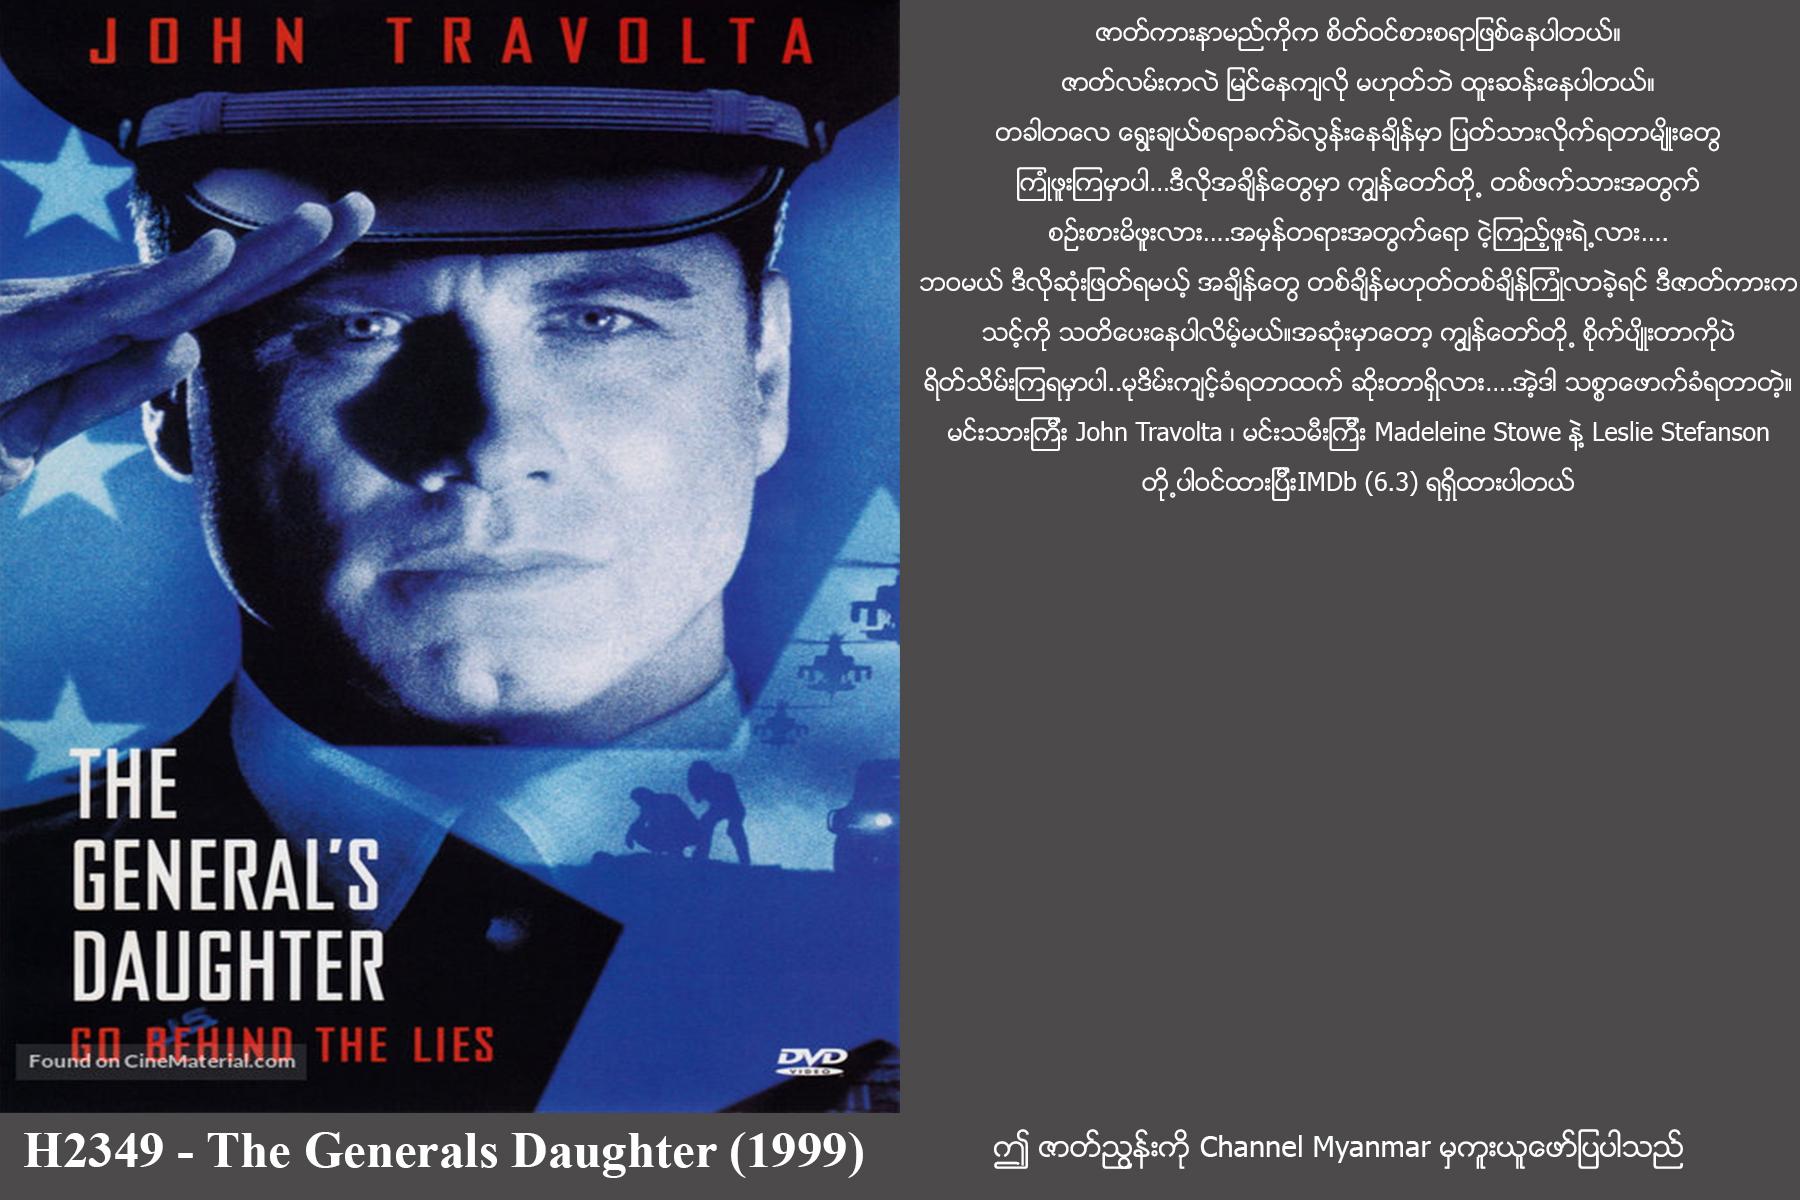 JOHN TRAVOLTA
THE
GENERAL'S
DAUGHTER
GO BEHIND THE LIES
Found on CineMaterial.com
DVD
VIDEO
H2349 - The Generals Daughter (1999)
ဇာတ်ကားနာမည်ကိုက စိတ်ဝင်စားစရာဖြစ်နေပါတယ်။
ဇာတ်လမ်းကလဲ မြင်နေကျလို မဟုတ်ဘဲ ထူးဆန်းနေပါတယ်။
တခါတလေ ရွေးချယ်စရာခက်ခဲလွန်းနေချိန်မှာ ပြတ်သားလိုက်ရတာမျိုးတွေ
ကြုံဖူးကြမှာပါ...ဒီလိုအချိန်တွေမှာ ကျွန်တော်တို့ တစ်ဖက်သားအတွက်
စဉ်းစားမိဖူးလား....အမှန်တရားအတွက်ရော ငဲ့ကြည့်ဖူးရဲ့လား....
ဘဝမယ် ဒီလိုဆုံးဖြတ်ရမယ့် အချိန်တွေ တစ်ချိန်မဟုတ်တစ်ချိန်ကြုံလာခဲ့ရင် ဒီဇာတ်ကားက
သင့်ကို သတိပေးနေပါလိမ့်မယ်။အဆုံးမှာတော့ ကျွန်တော်တို့ စိုက်ပျိုးတာကိုပဲ
ရိတ်သိမ်းကြရမှာပါ..မုဒိမ်းကျင့်ခံရတာထက် ဆိုးတာရှိလား....အဲ့ဒါ သစ္စာဖောက်ခံရတာတဲ့။
မင်းသားကြီး John Travolta ၊ မင်းသမီးကြီး Madeleine Stowe နဲ့ Leslie Stefanson
တို့ပါဝင်ထားပြီးIMDb (6.3) ရရှိထားပါတယ်
ဤ ဇာတ်ညွှန်းကို Channel Myanmar မှကူးယူဖော်ပြပါသည်